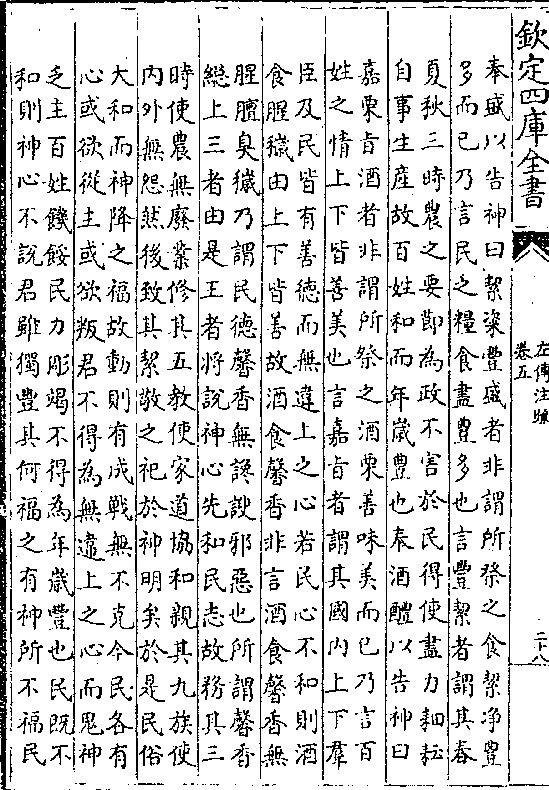 欽定四庫全書
左傳注疏
卷五
二十八
奉盛以告神曰絜粢豐盛者非謂所祭之食絜净豐
多而已乃言民之糧食盡豐多也言豐絜者謂其春
夏秋三時農之要節為政不害於民得使盡力耕耘
自事生産故百姓和而年歲豐也奉酒醴以告神曰
嘉栗旨酒者非謂所祭之酒栗善味美而已乃言百
姓之情上下皆善美也言嘉旨者謂其國内上下羣
臣及民皆有善德而無違上之心若民心不和則酒
食腥穢由上下皆善故酒食馨香非言酒食馨香無
腥膻臭穢乃謂民德馨香無讒諛邪惡也所謂馨香
緫上三者由是王者將說神心先和民志故務其三
時使農無廢業修其五教使家道協和親其九族使
内外無怨然後致其絜敬之祀於神明矣於是民俗
大和而神降之福故動則有成戰無不克今民各有
心或欲從主或欲叛君不得為無違上之心而鬼神
乏主百姓饑餒民力彫竭不得為年歲豐也民既不
和則神心不說君雖獨豐其何福之有神所不福民